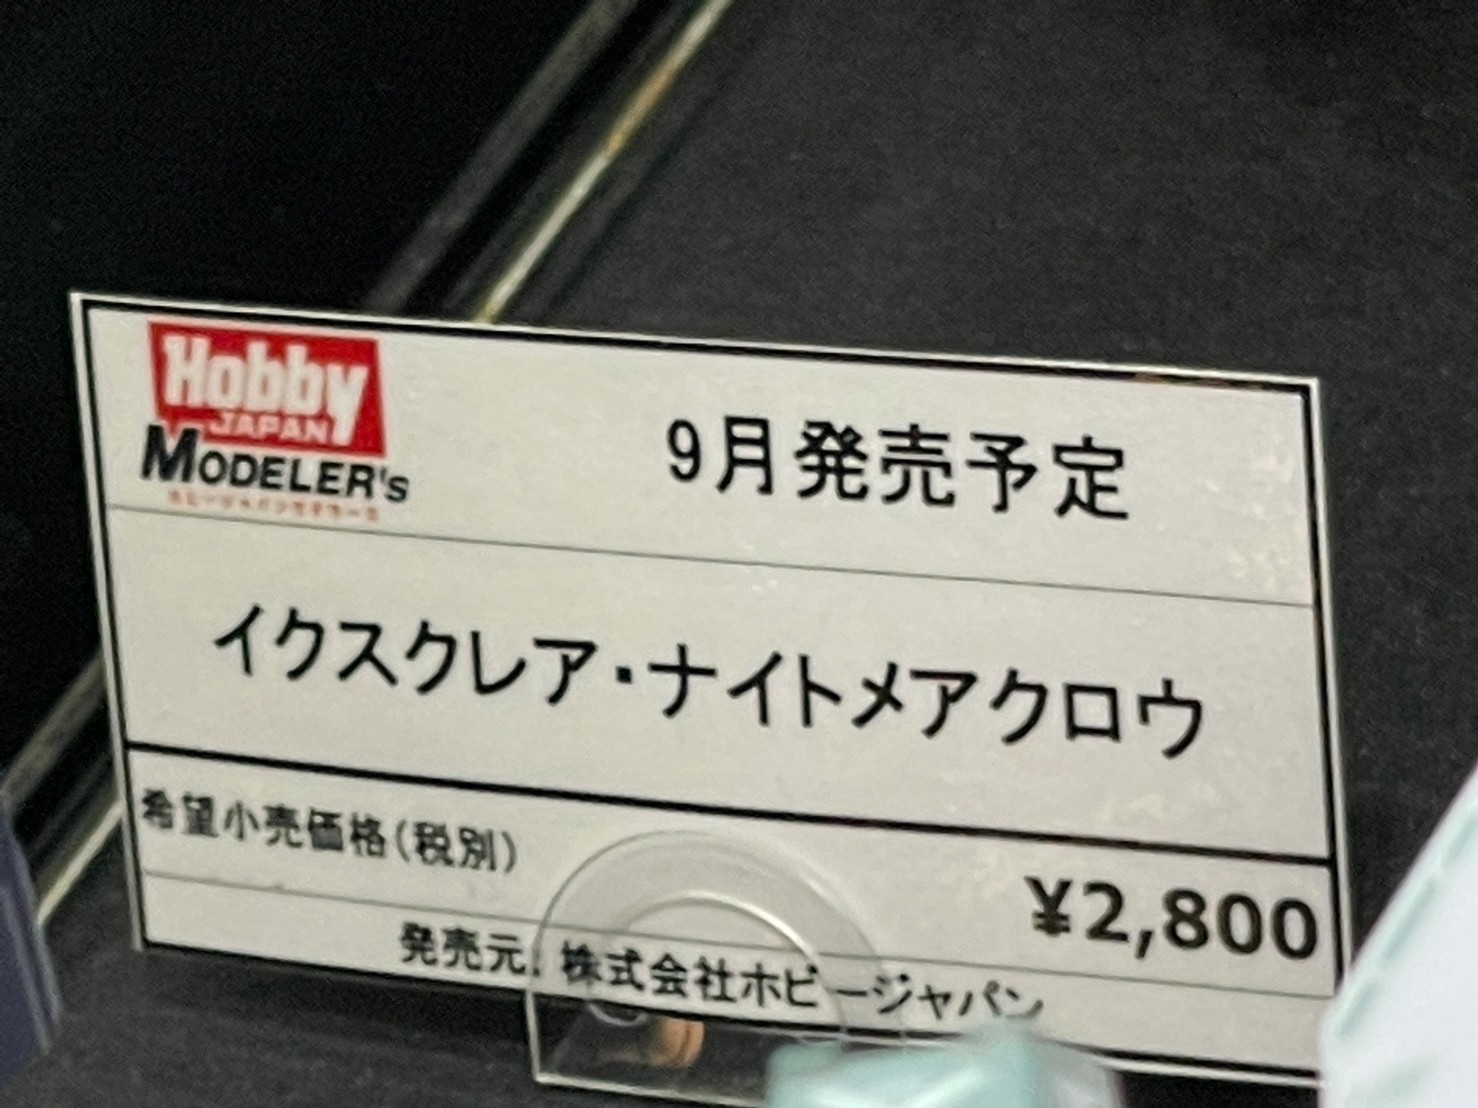 Hobby
JAPAN
MODELER's
ホビージャパンモデラーズ
9月発売予定
イクスクレア・ナイトメアクロウ
希望小売価格(税別)
¥2,800
発売元: 株式会社ホビージャパン